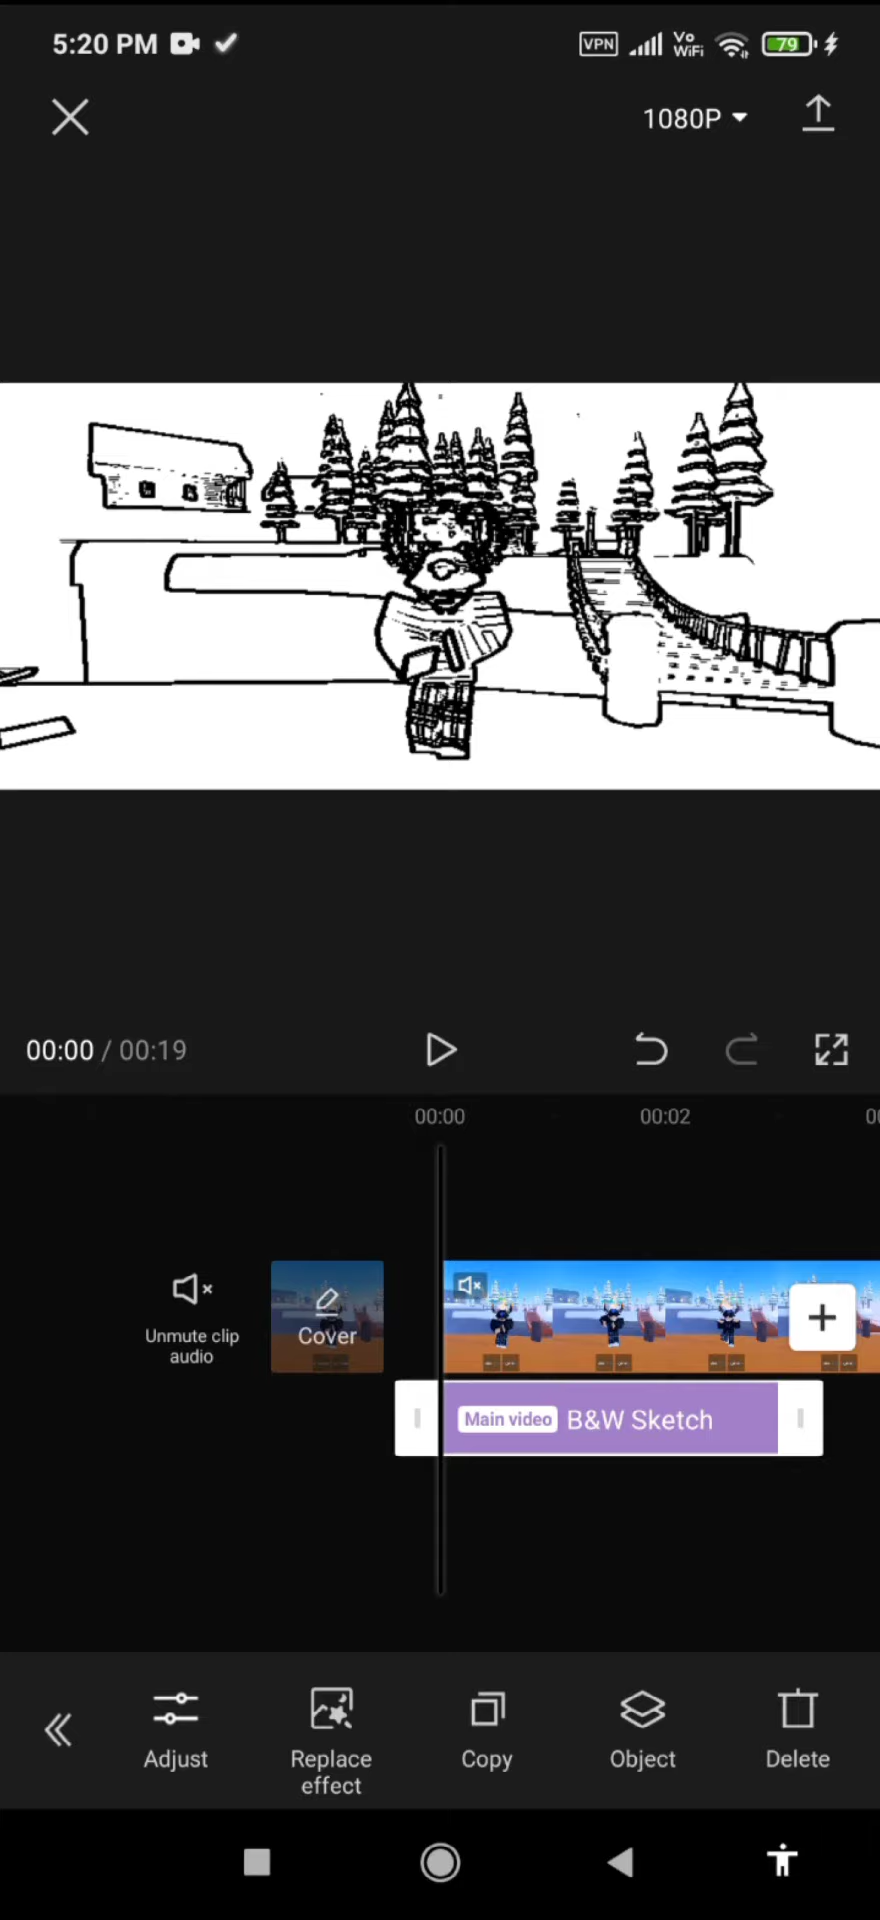 5:20 PM
VPN
Vo
WiFi
79
1080P
00:00 / 00:19
00:00
00:02
Unmute clip
audio
Cover
Main video B&W Sketch
Adjust
Replace
effect
Copy
Object
Delete